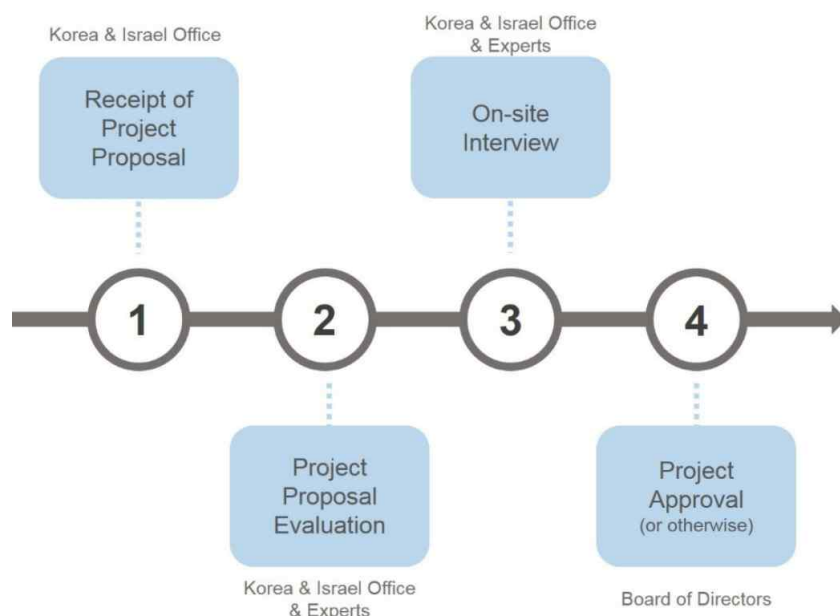 Korea & Israel Office
Receipt of
Project
Proposal
Korea & Israel Office
& Experts
On-site
Interview
1
2
3
4
Project
Proposal
Evaluation
Korea & Israel Office
& Experts
Project
Approval
(or otherwise)
Board of Directors